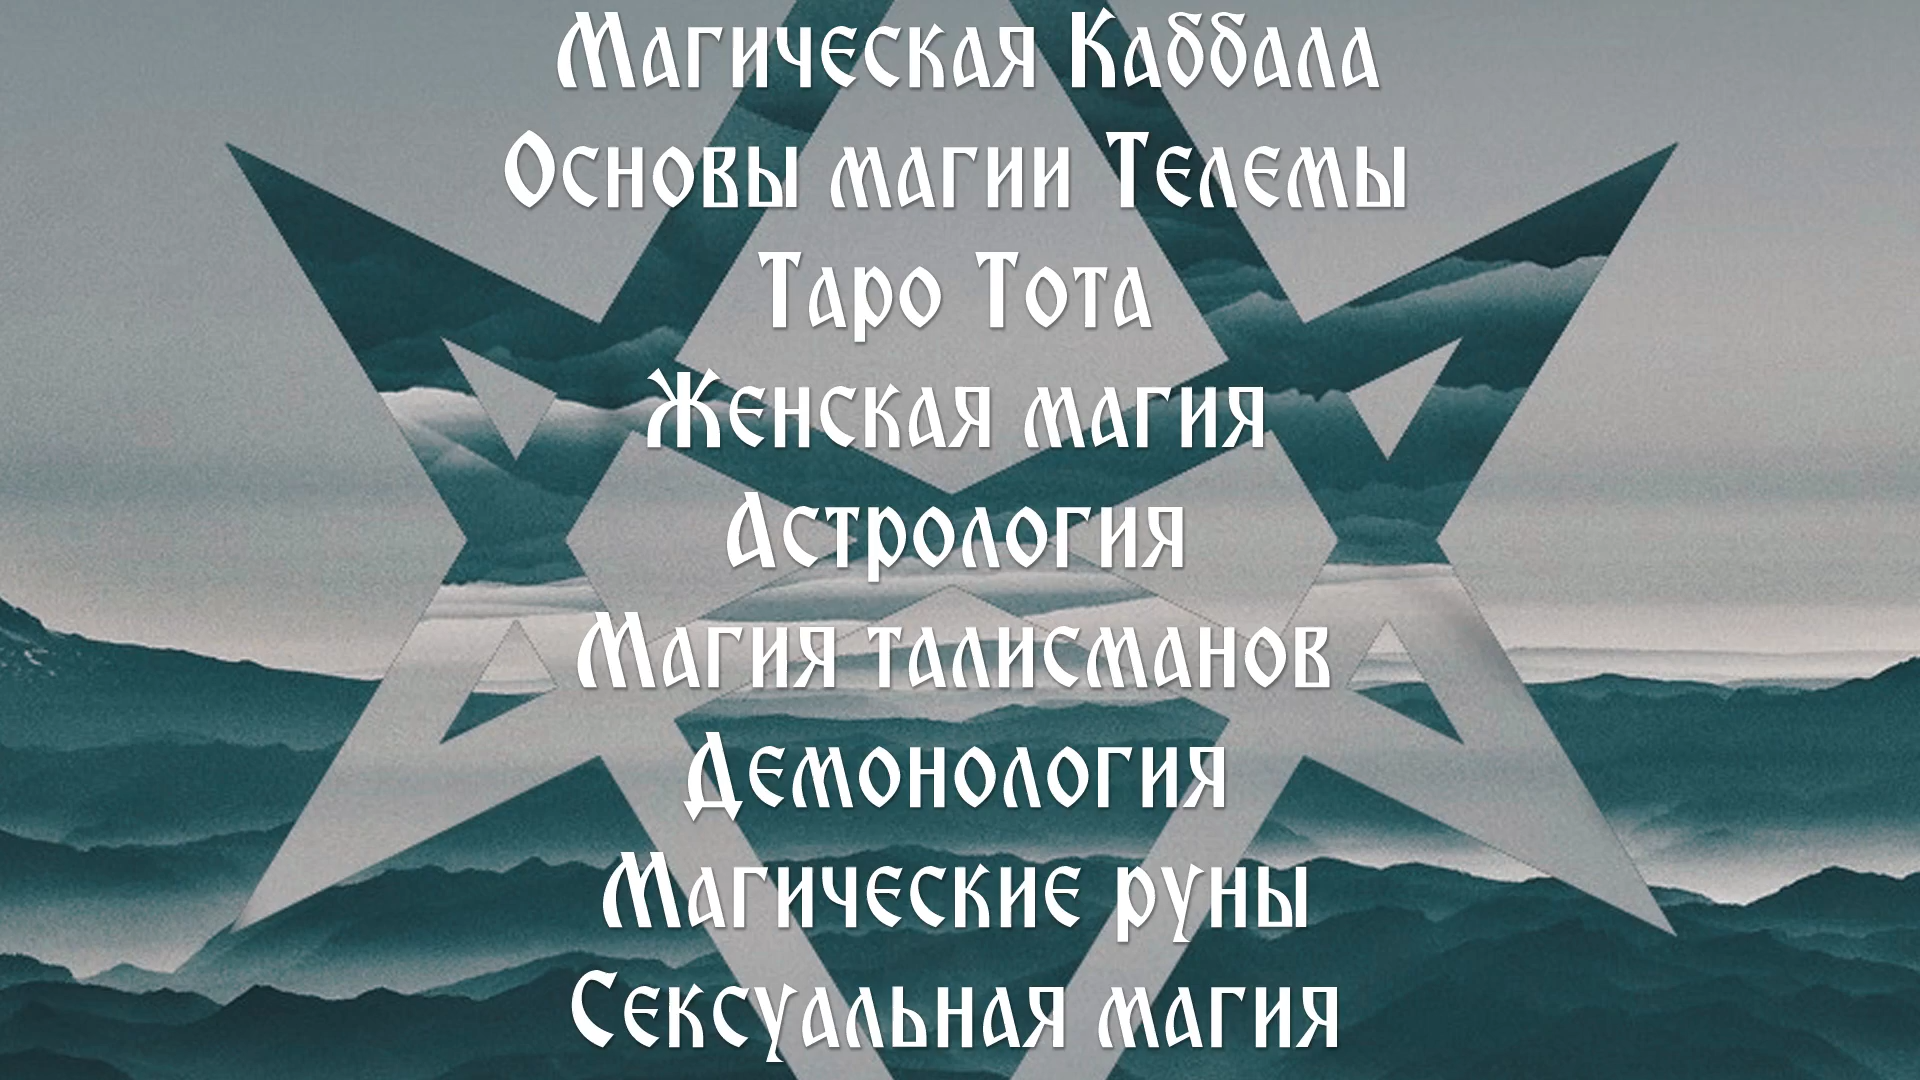 Магическая Каббала
Основы магии Телемы
Таро Тота
Женская магия
Астрология
Магия талисманов
Демонология
Магические руны
Сексуальная магия